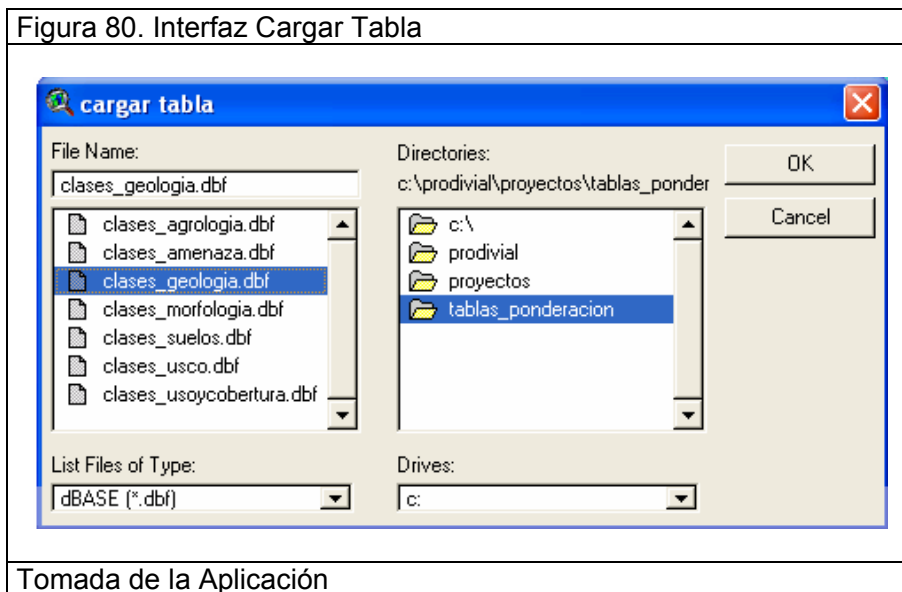 Figura 80. Interfaz Cargar Tabla
cargar tabla
File Name:
clases_geologia.dbf
clases_agrologia.dbf
clases_amenaza.dbf
clases_geologia.dbf
clases_morfologia.dbf
clases_suelos.dbf
clases_usco.dbf
clases_usoycobertura.dbf
List Files of Type:
dBASE (*.dbf)
Directories:
c:\prodivial\proyectos\tablas_ponder
c:\
prodivial
proyectos
tablas_ponderacion
Drives:
c:
OK
Cancel
Tomada de la Aplicación